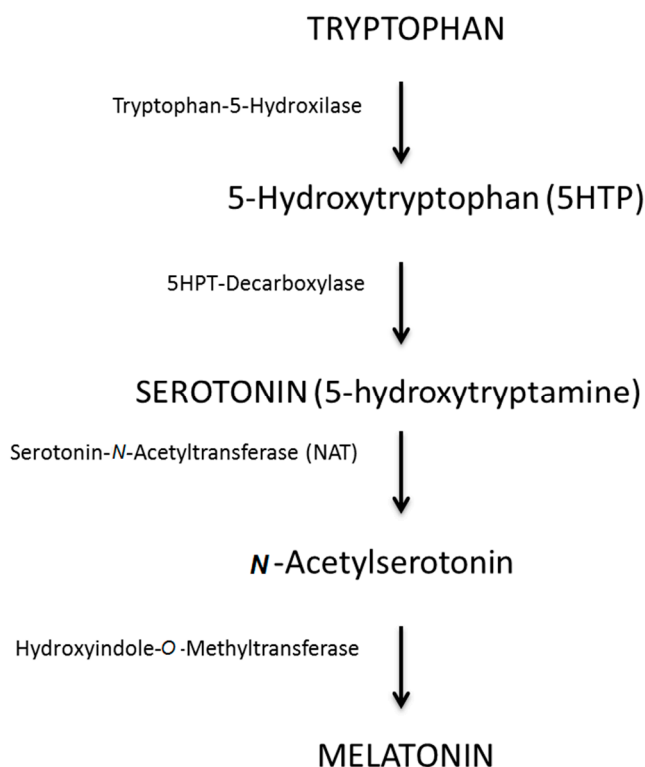 TRYPTOPHAN
Tryptophan-5-Hydroxilase
5-Hydroxytryptophan (5HTP)
5HPT-Decarboxylase
SEROTONIN (5-hydroxytryptamine)
Serotonin-N-Acetyltransferase (NAT)
N-Acetylserotonin
Hydroxyindole-O-Methyltransferase
MELATONIN